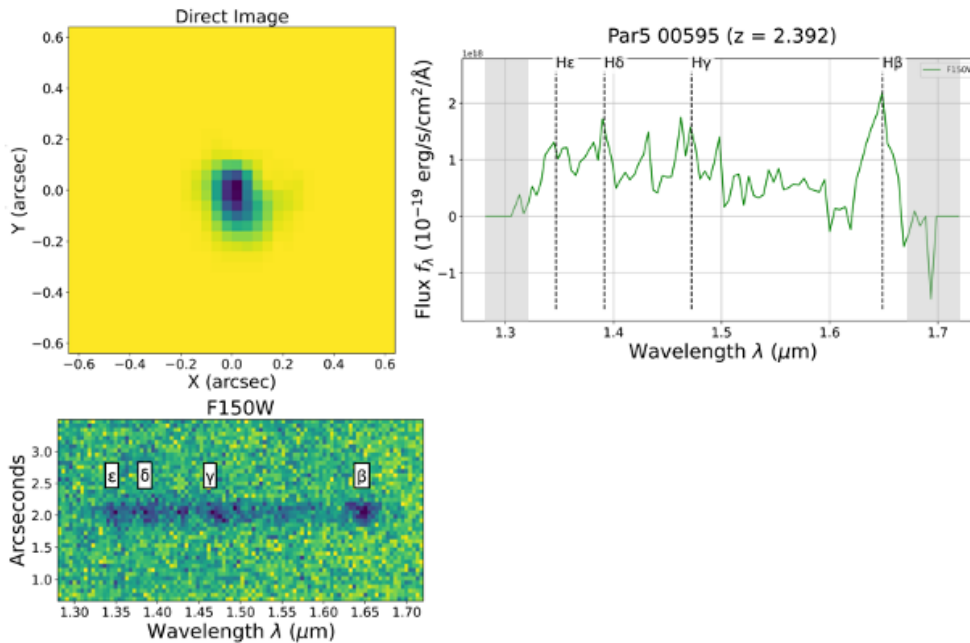 Direct Image
0.6
0.4
0.2
0.0
−0.2
−0.4
−0.6
Y (arcsec)
−0.6 −0.4 −0.2 0.0 0.2 0.4 0.6
X (arcsec)
Par5 00595 (z = 2.392)
1e18
Hε Hδ Hγ Hβ
F150W
2
1
0
−1
Flux fλ (10⁻¹⁹ erg/s/cm²/Å)
1.3 1.4 1.5 1.6 1.7
Wavelength λ (μm)
F150W
ε δ γ β
3.0
2.5
2.0
1.5
1.0
Arcseconds
1.30 1.35 1.40 1.45 1.50 1.55 1.60 1.65 1.70
Wavelength λ (μm)